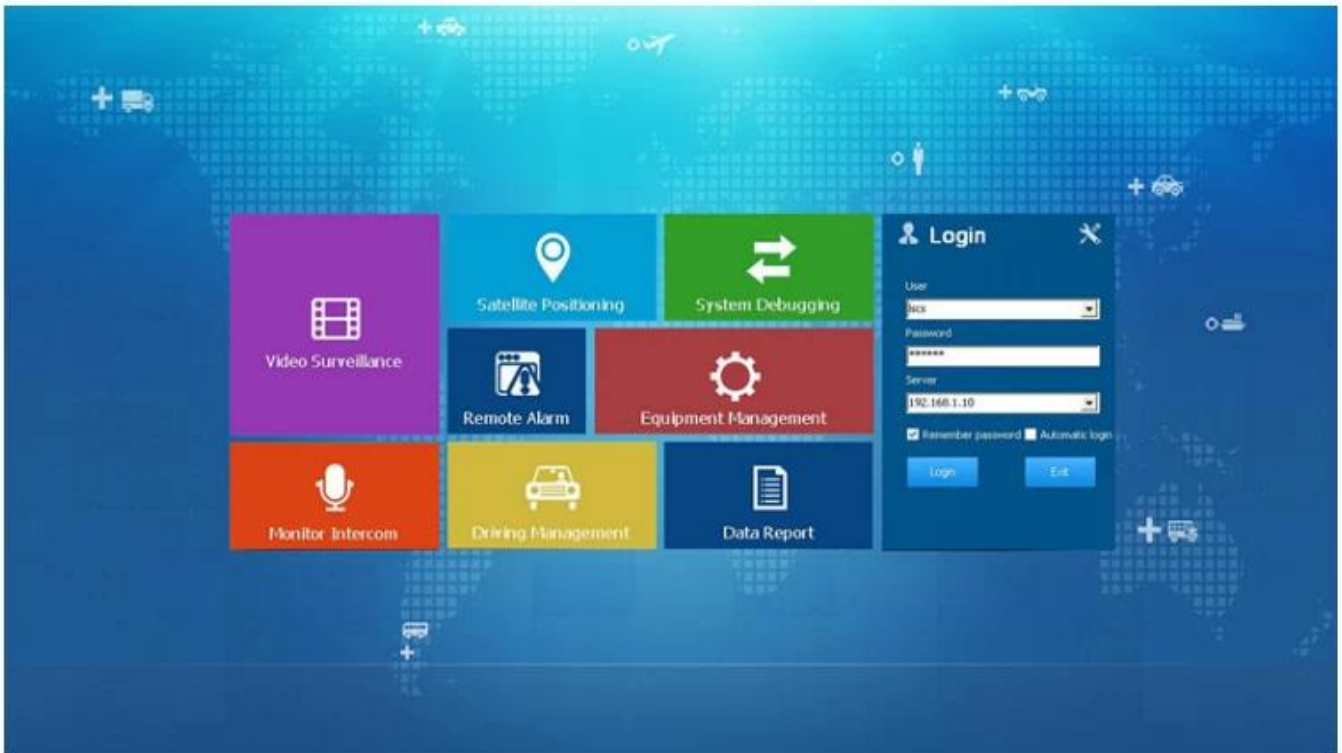 Video Surveillance
Satellite Positioning
System Debugging
Remote Alarm
Equipment Management
Monitor Intercom
Driving Management
Data Report
Login
User
Password
******
Server
192.168.1.10
Remember password Automatic login
Login Exit